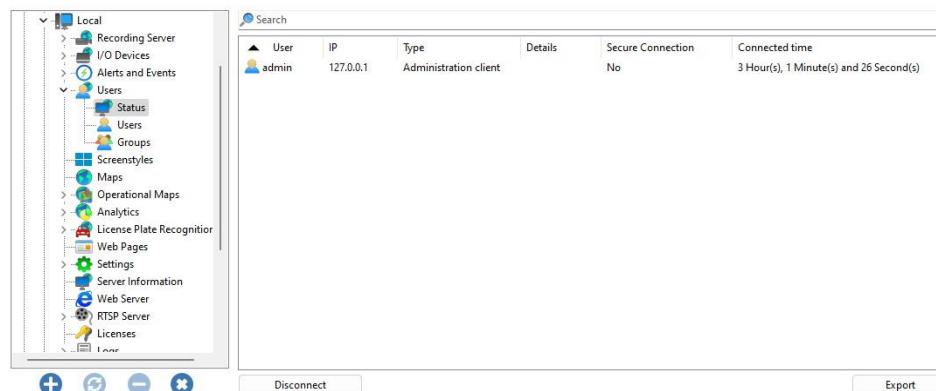 Local
Recording Server
I/O Devices
Alerts and Events
Users
Status
Users
Groups
Screenstyles
Maps
Operational Maps
Analytics
License Plate Recognition
Web Pages
Settings
Server Information
Web Server
RTSP Server
Licenses
Logs
Search
User IP Type Details Secure Connection Connected time
admin 127.0.0.1 Administration client No 3 Hour(s), 1 Minute(s) and 26 Second(s)
Disconnect Export